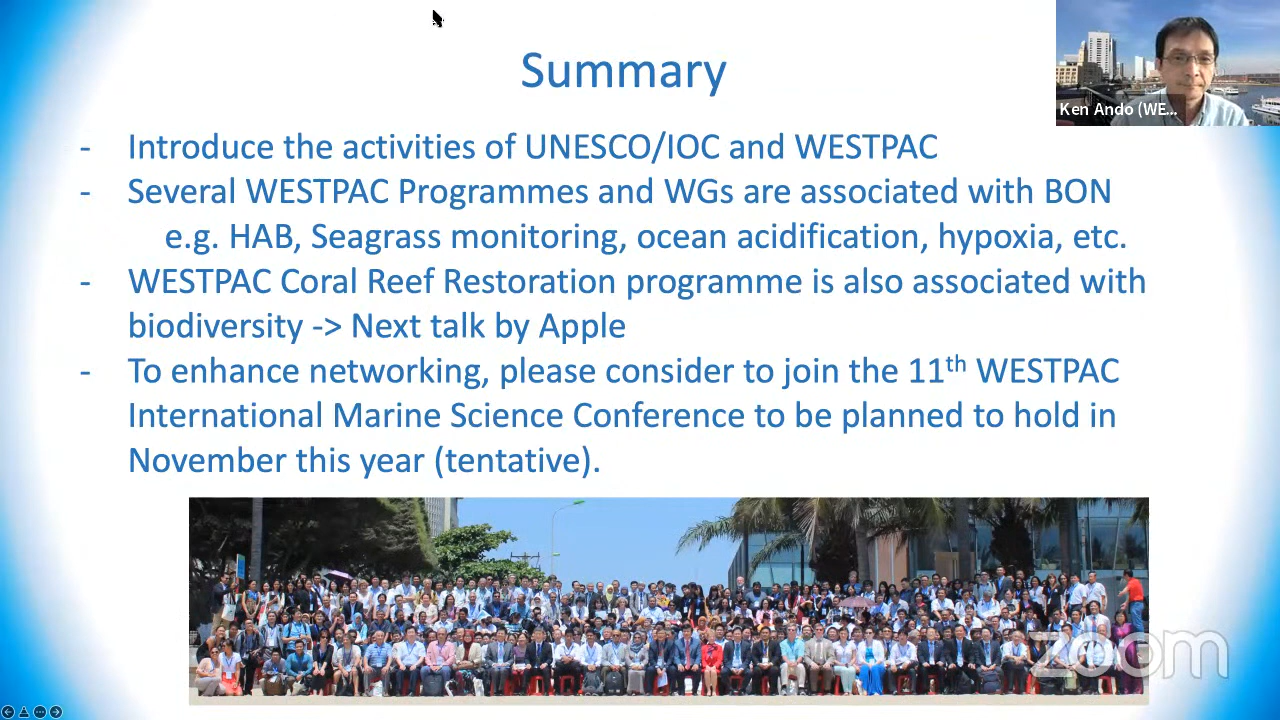 Summary
Ken Ando (WE...
- Introduce the activities of UNESCO/IOC and WESTPAC
- Several WESTPAC Programmes and WGs are associated with BON
e.g. HAB, Seagrass monitoring, ocean acidification, hypoxia, etc.
- WESTPAC Coral Reef Restoration programme is also associated with
biodiversity -> Next talk by Apple
- To enhance networking, please consider to join the 11th WESTPAC
International Marine Science Conference to be planned to hold in
November this year (tentative).
zoom